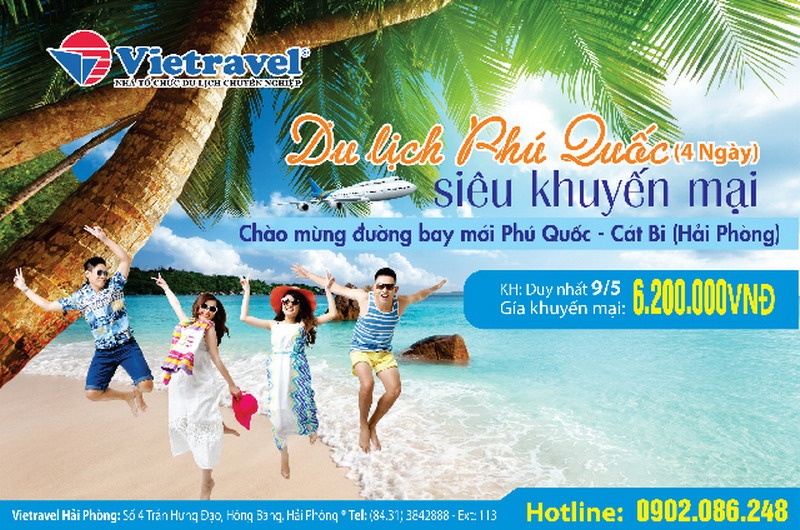 Vietravel®
NHÀ TỔ CHỨC DU LỊCH CHUYÊN NGHIỆP
Du lịch Phú Quốc (4 Ngày)
siêu khuyến mại
Chào mừng đường bay mới Phú Quốc - Cát Bi (Hải Phòng)
KH: Duy nhất 9/5
Gía khuyến mại: 6.200.000VNĐ
Vietravel Hải Phòng: Số 4 Trần Hưng Đạo, Hồng Bang, Hải Phòng * Tel: (84.31) 3842888 - Ext: 113
Hotline: 0902.086.248